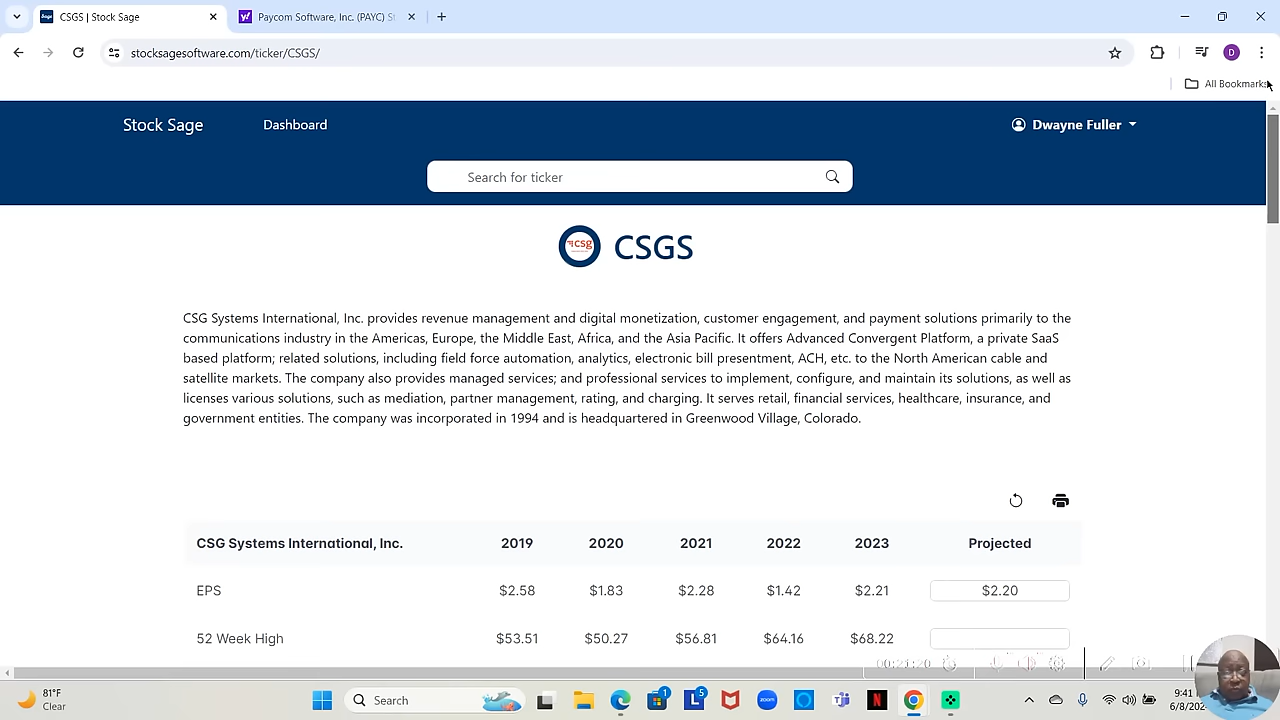 CSGS | Stock Sage
Paycom Software, Inc. (PAYC) St
stocksagesoftware.com/ticker/CSGS/
D
All Bookmarks
Stock Sage
Dashboard
Dwayne Fuller
Search for ticker
csg
CSGS
CSG Systems International, Inc. provides revenue management and digital monetization, customer engagement, and payment solutions primarily to the
communications industry in the Americas, Europe, the Middle East, Africa, and the Asia Pacific. It offers Advanced Convergent Platform, a private SaaS
based platform; related solutions, including field force automation, analytics, electronic bill presentment, ACH, etc. to the North American cable and
satellite markets. The company also provides managed services; and professional services to implement, configure, and maintain its solutions, as well as
licenses various solutions, such as mediation, partner management, rating, and charging. It serves retail, financial services, healthcare, insurance, and
government entities. The company was incorporated in 1994 and is headquartered in Greenwood Village, Colorado.
CSG Systems International, Inc. 2019 2020 2021 2022 2023 Projected
EPS $2.58 $1.83 $2.28 $1.42 $2.21 $2.20
52 Week High $53.51 $50.27 $56.81 $64.16 $68.22
81°F
Clear
Search
1
5
zoom
9:41
6/8/202